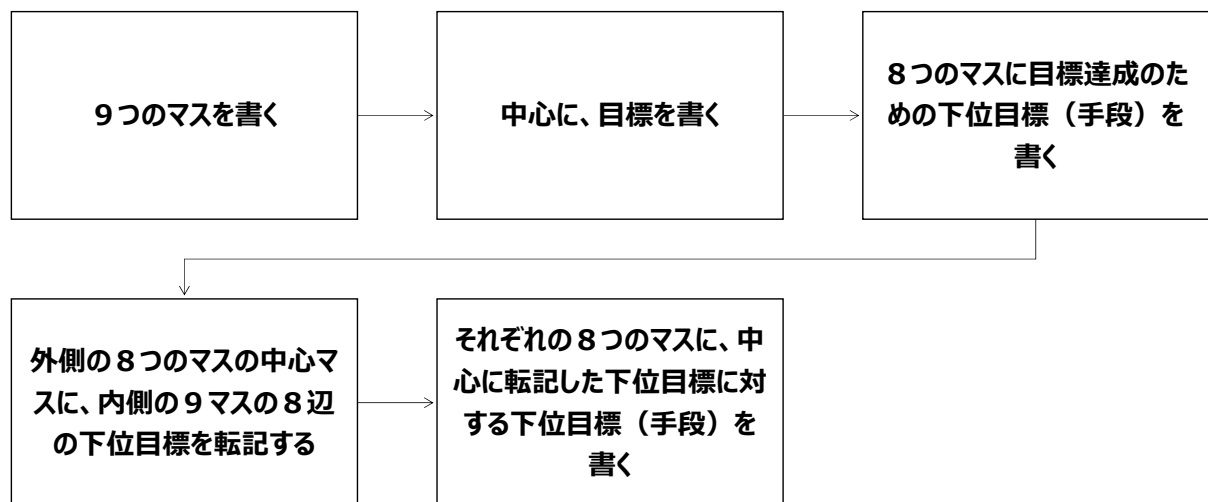 ９つのマスを書く
中心に、目標を書く
８つのマスに目標達成のた
めの下位目標（手段）を
書く
外側の８つのマスの中心マ
スに、内側の９マスの８辺
の下位目標を転記する
それぞれの８つのマスに、中
心に転記した下位目標に対
する下位目標（手段）を
書く